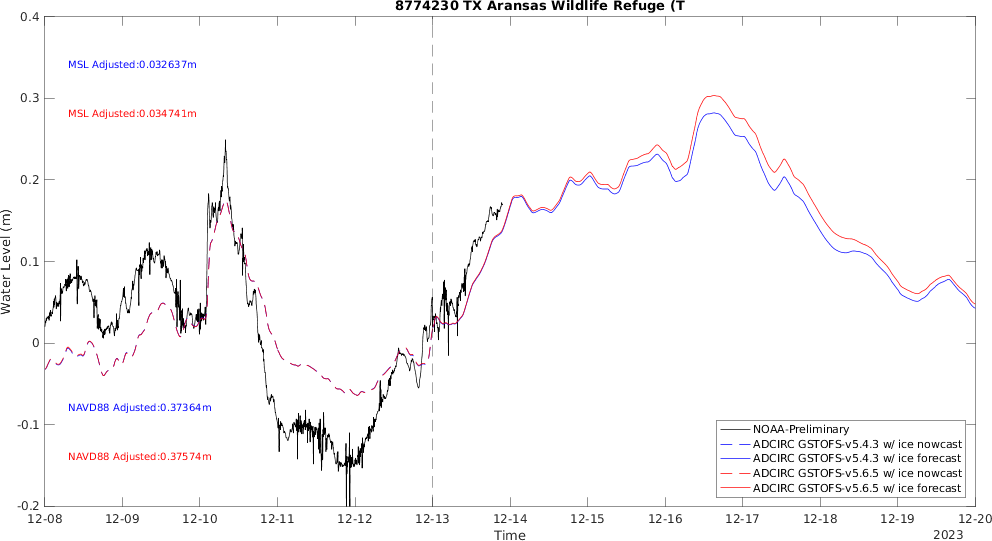 8774230 TX Aransas Wildlife Refuge (T
0.4
0.3
0.2
0.1
0
-0.1
-0.2
Water Level (m)
MSL Adjusted:0.032637m
MSL Adjusted:0.034741m
NAVD88 Adjusted:0.37364m
NAVD88 Adjusted:0.37574m
NOAA-Preliminary
ADCIRC GSTOFS-v5.4.3 w/ ice nowcast
ADCIRC GSTOFS-v5.4.3 w/ ice forecast
ADCIRC GSTOFS-v5.6.5 w/ ice nowcast
ADCIRC GSTOFS-v5.6.5 w/ ice forecast
12-08 12-09 12-10 12-11 12-12 12-13 12-14 12-15 12-16 12-17 12-18 12-19 12-20
Time
2023